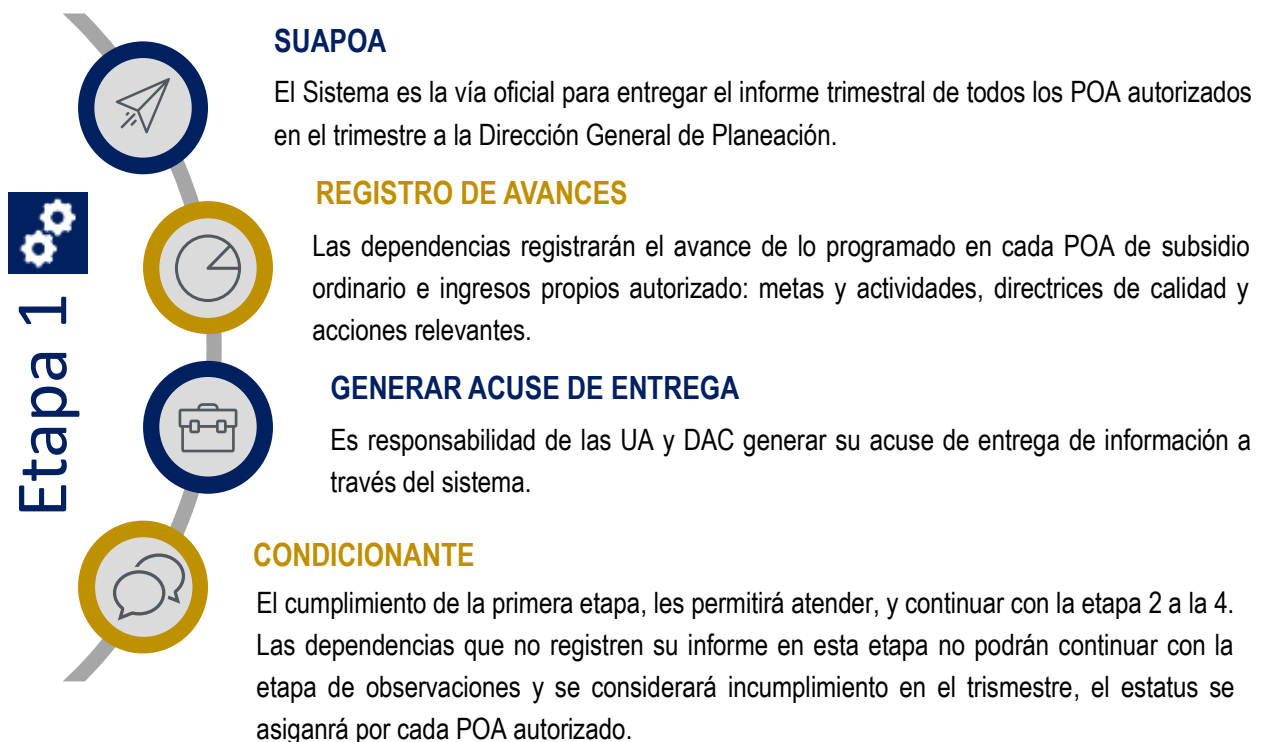 Etapa 1
SUAPOA
El Sistema es la vía oficial para entregar el informe trimestral de todos los POA autorizados
en el trimestre a la Dirección General de Planeación.
REGISTRO DE AVANCES
Las dependencias registrarán el avance de lo programado en cada POA de subsidio
ordinario e ingresos propios autorizado: metas y actividades, directrices de calidad y
acciones relevantes.
GENERAR ACUSE DE ENTREGA
Es responsabilidad de las UA y DAC generar su acuse de entrega de información a
través del sistema.
CONDICIONANTE
El cumplimiento de la primera etapa, les permitirá atender, y continuar con la etapa 2 a la 4.
Las dependencias que no registren su informe en esta etapa no podrán continuar con la
etapa de observaciones y se considerará incumplimiento en el trismestre, el estatus se
asiganrá por cada POA autorizado.